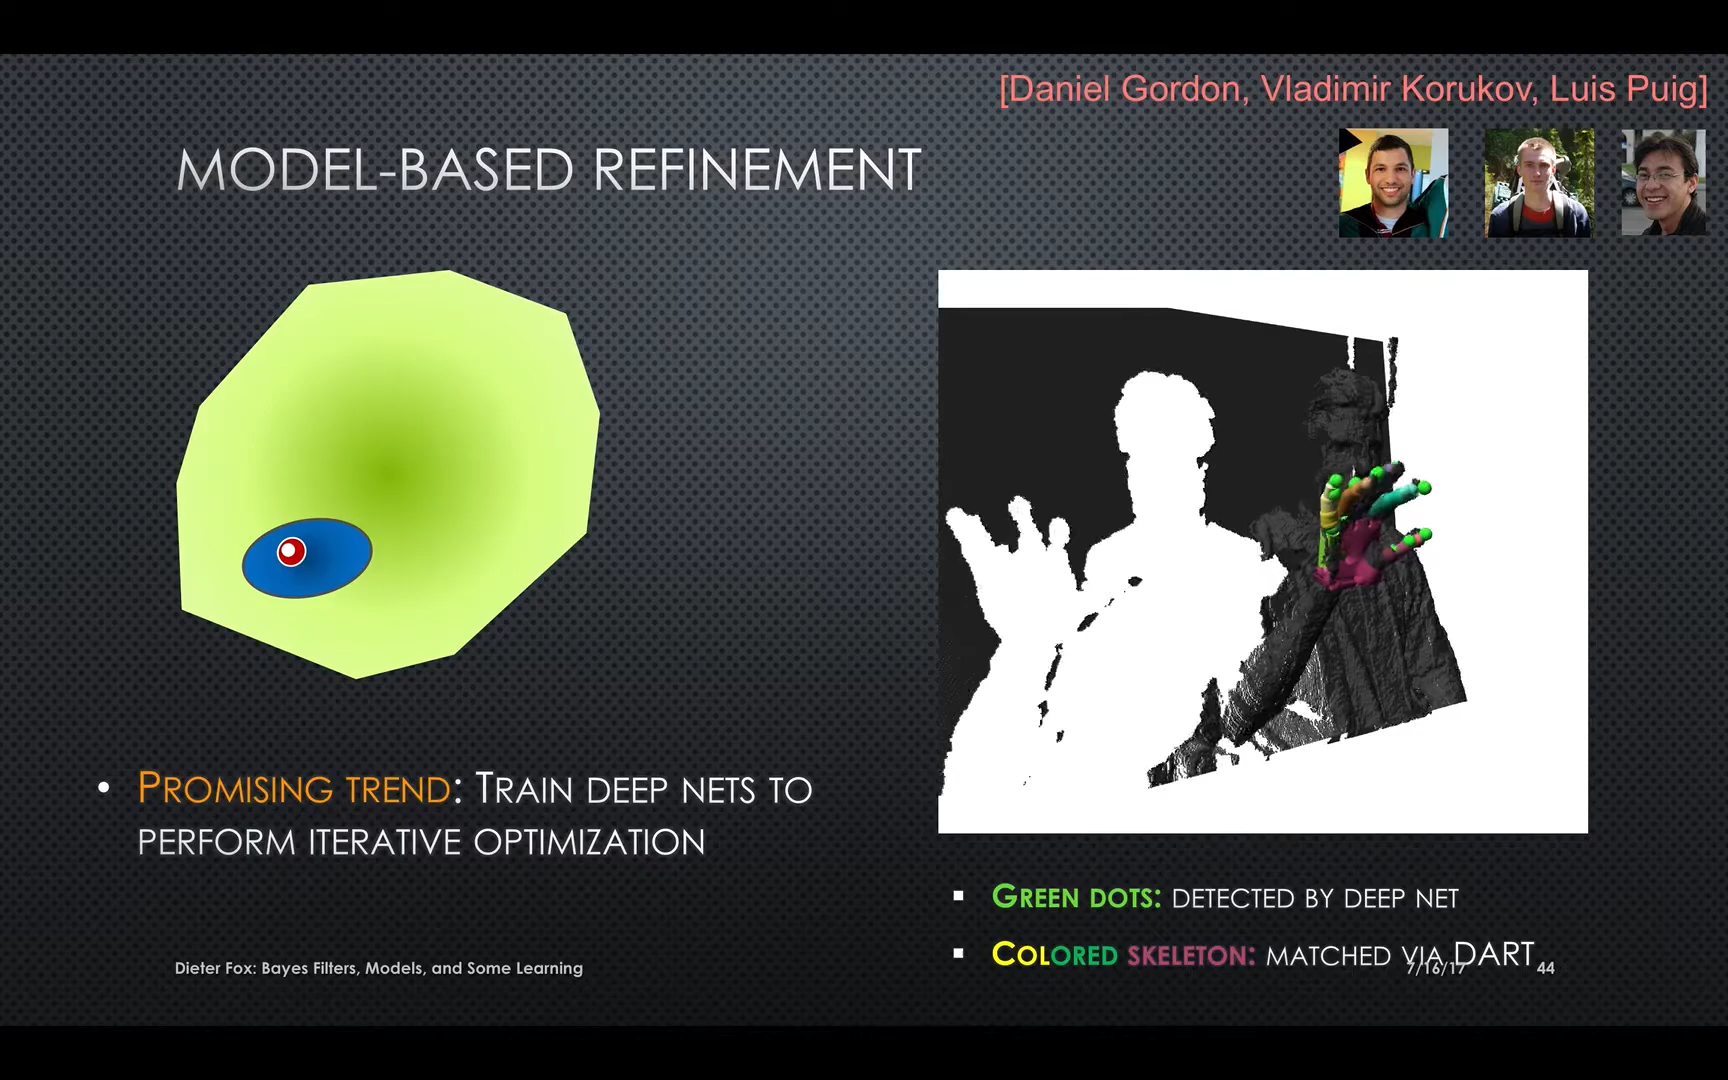 [Daniel Gordon, Vladimir Korukov, Luis Puig]
MODEL-BASED REFINEMENT
• PROMISING TREND: TRAIN DEEP NETS TO
PERFORM ITERATIVE OPTIMIZATION
▪ GREEN DOTS: DETECTED BY DEEP NET
▪ COLORED SKELETON: MATCHED VIA DART
Dieter Fox: Bayes Filters, Models, and Some Learning
7/16/17
44